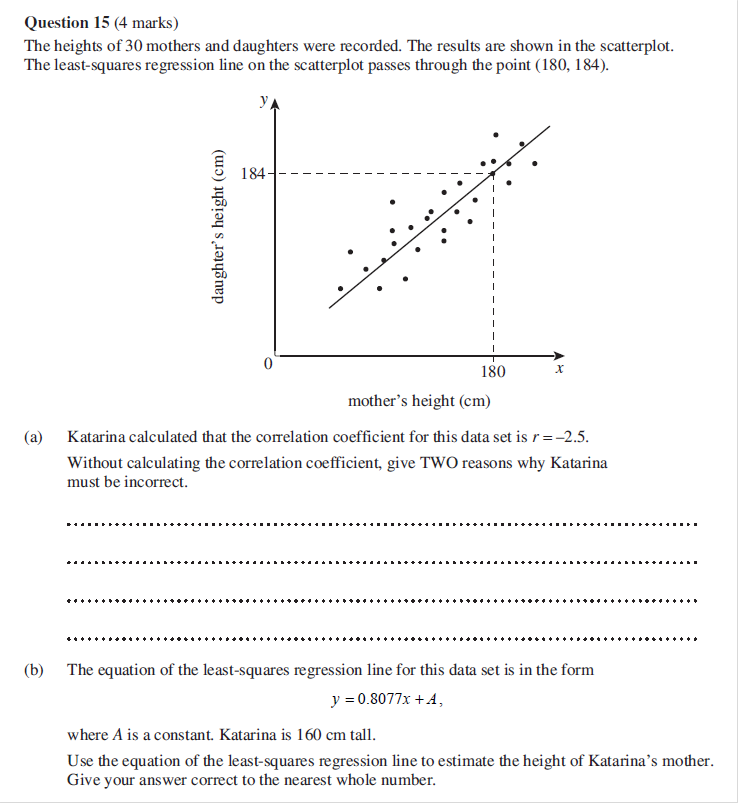 Question 15 (4 marks)
The heights of 30 mothers and daughters were recorded. The results are shown in the scatterplot.
The least-squares regression line on the scatterplot passes through the point (180, 184).
y
daughter's height (cm)
184
0
180
x
mother's height (cm)
(a) Katarina calculated that the correlation coefficient for this data set is r = –2.5.
Without calculating the correlation coefficient, give TWO reasons why Katarina
must be incorrect.
(b) The equation of the least-squares regression line for this data set is in the form
y = 0.8077x + A,
where A is a constant. Katarina is 160 cm tall.
Use the equation of the least-squares regression line to estimate the height of Katarina's mother.
Give your answer correct to the nearest whole number.